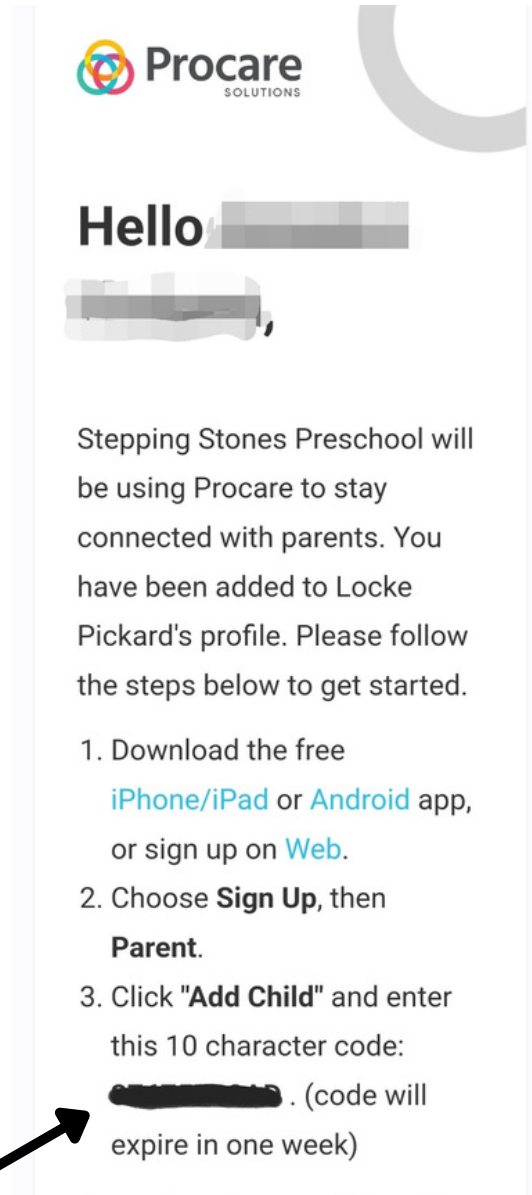 Procare
SOLUTIONS
Hello
,
Stepping Stones Preschool will
be using Procare to stay
connected with parents. You
have been added to Locke
Pickard's profile. Please follow
the steps below to get started.
1. Download the free
iPhone/iPad or Android app,
or sign up on Web.
2. Choose Sign Up, then
Parent.
3. Click "Add Child" and enter
this 10 character code:
. (code will
expire in one week)